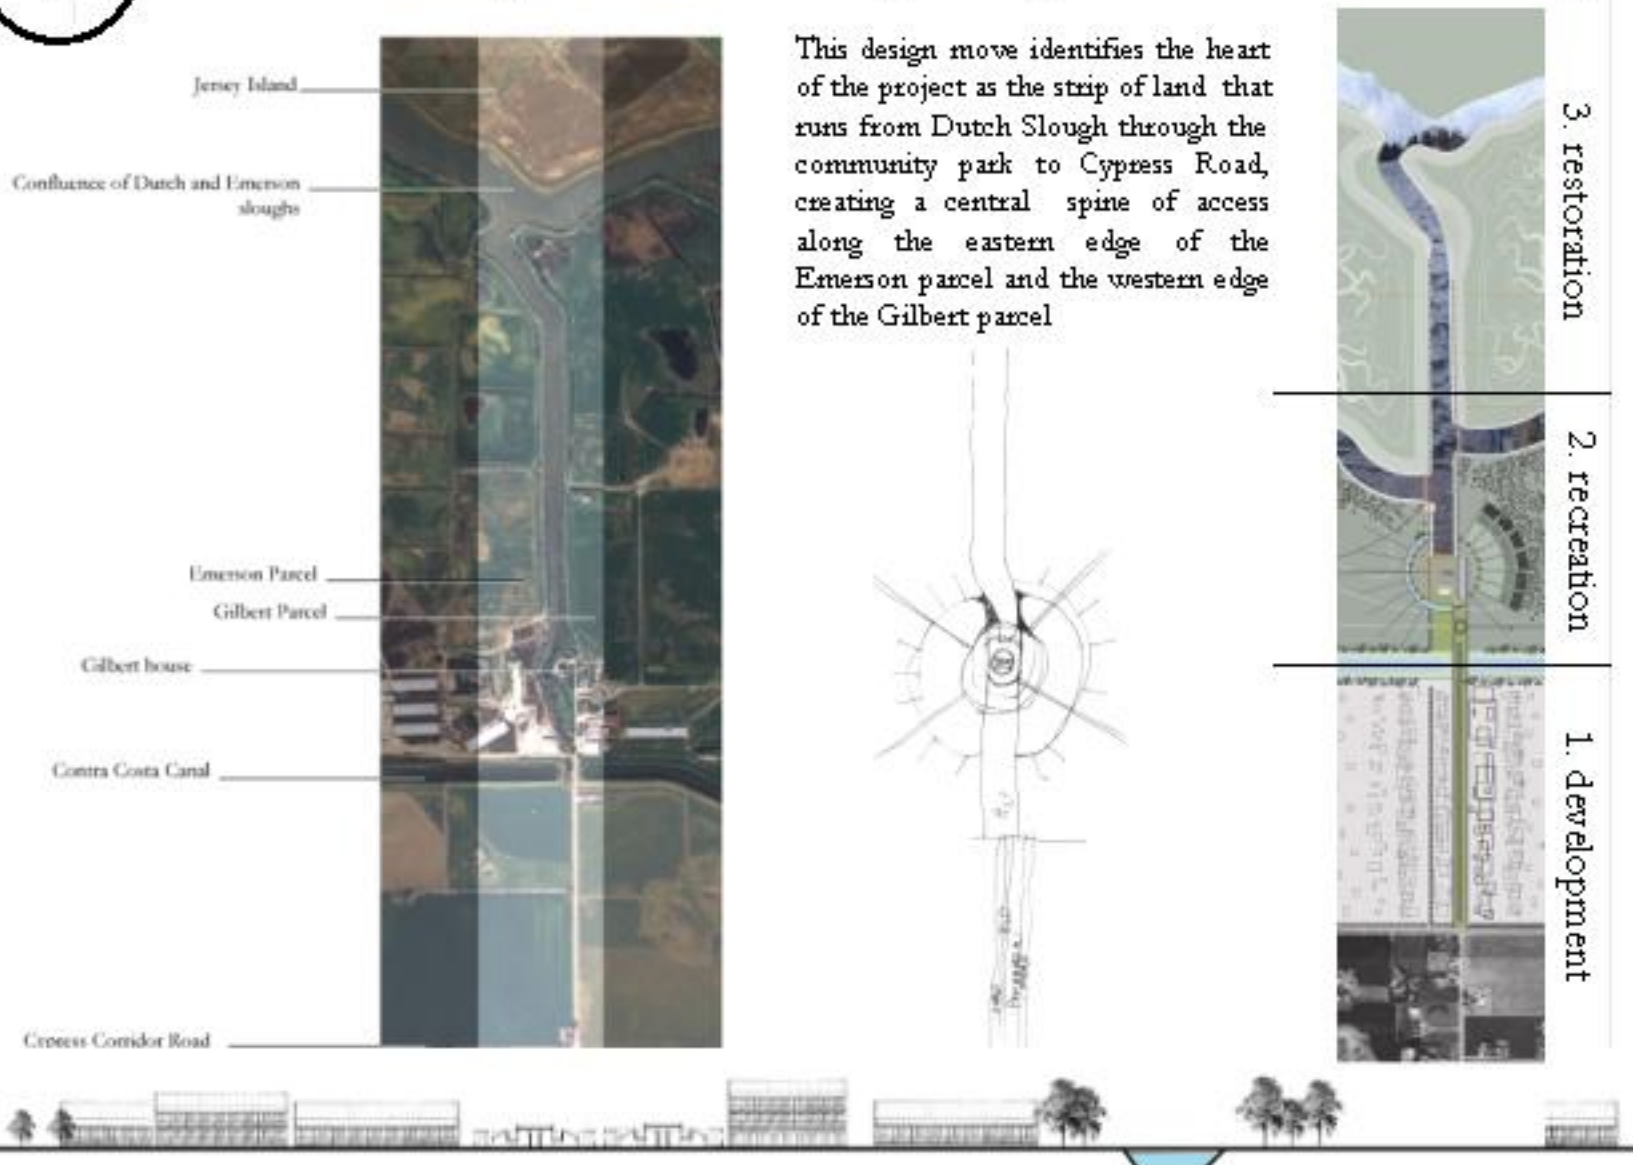 Jersey Island
Confluence of Dutch and Emerson
sloughs
Emerson Parcel
Gilbert Parcel
Gilbert house
Contra Costa Canal
Cypress Corridor Road
This design move identifies the heart
of the project as the strip of land that
runs from Dutch Slough through the
community park to Cypress Road,
creating a central spine of access
along the eastern edge of the
Emerson parcel and the western edge
of the Gilbert parcel
3. restoration
2. recreation
1. development